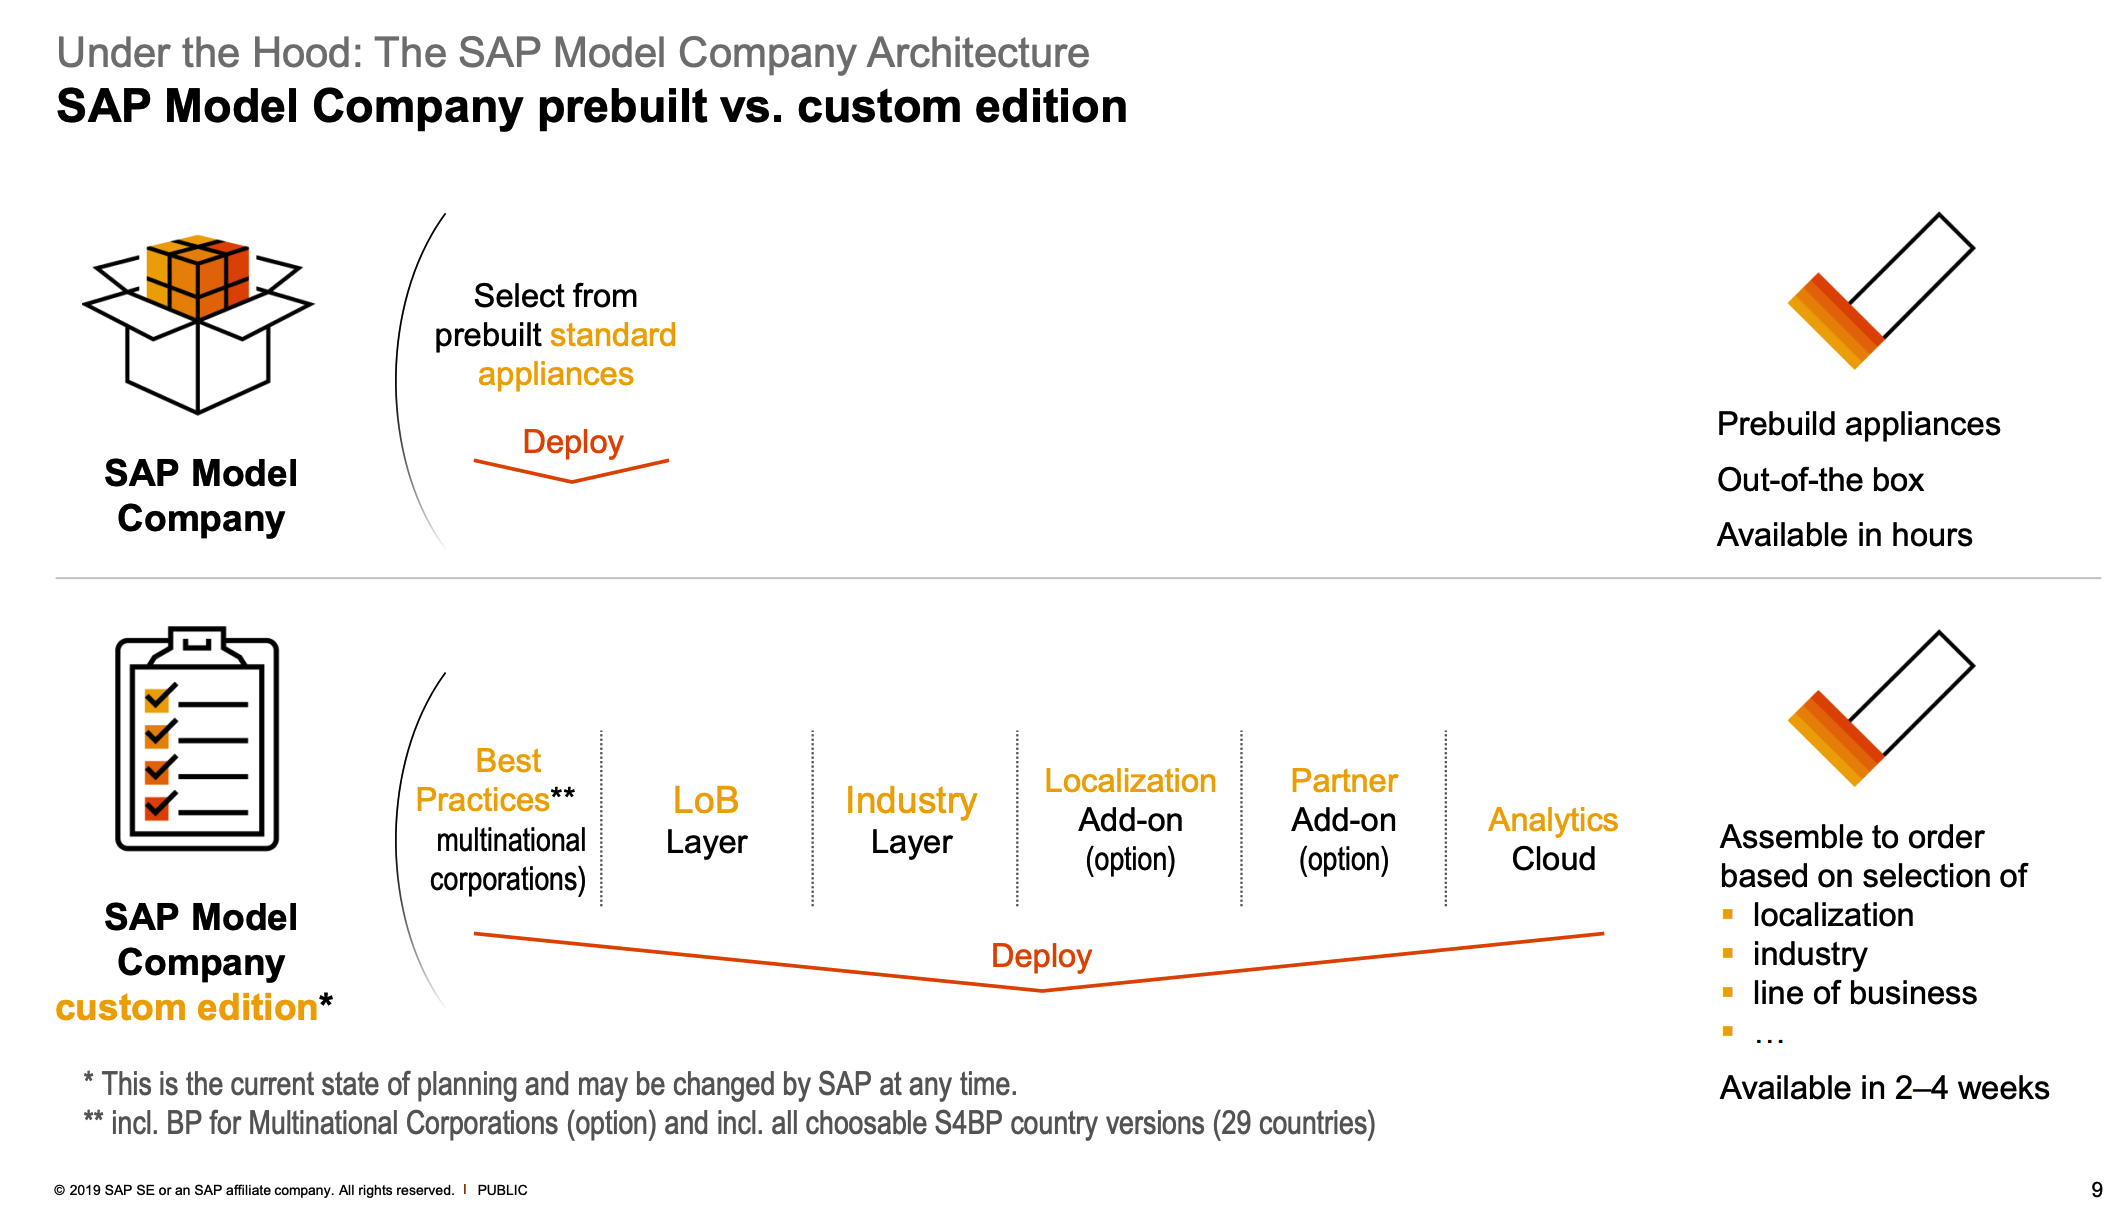 Under the Hood: The SAP Model Company Architecture
SAP Model Company prebuilt vs. custom edition
SAP Model
Company
Select from
prebuilt standard
appliances
Deploy
Prebuild appliances
Out-of-the box
Available in hours
SAP Model
Company
custom edition*
Best
Practices**
multinational
corporations)
LoB
Layer
Industry
Layer
Localization
Add-on
(option)
Partner
Add-on
(option)
Analytics
Cloud
Deploy
Assemble to order
based on selection of
▪ localization
▪ industry
▪ line of business
▪ …
Available in 2–4 weeks
* This is the current state of planning and may be changed by SAP at any time.
** incl. BP for Multinational Corporations (option) and incl. all choosable S4BP country versions (29 countries)
© 2019 SAP SE or an SAP affiliate company. All rights reserved. | PUBLIC
9